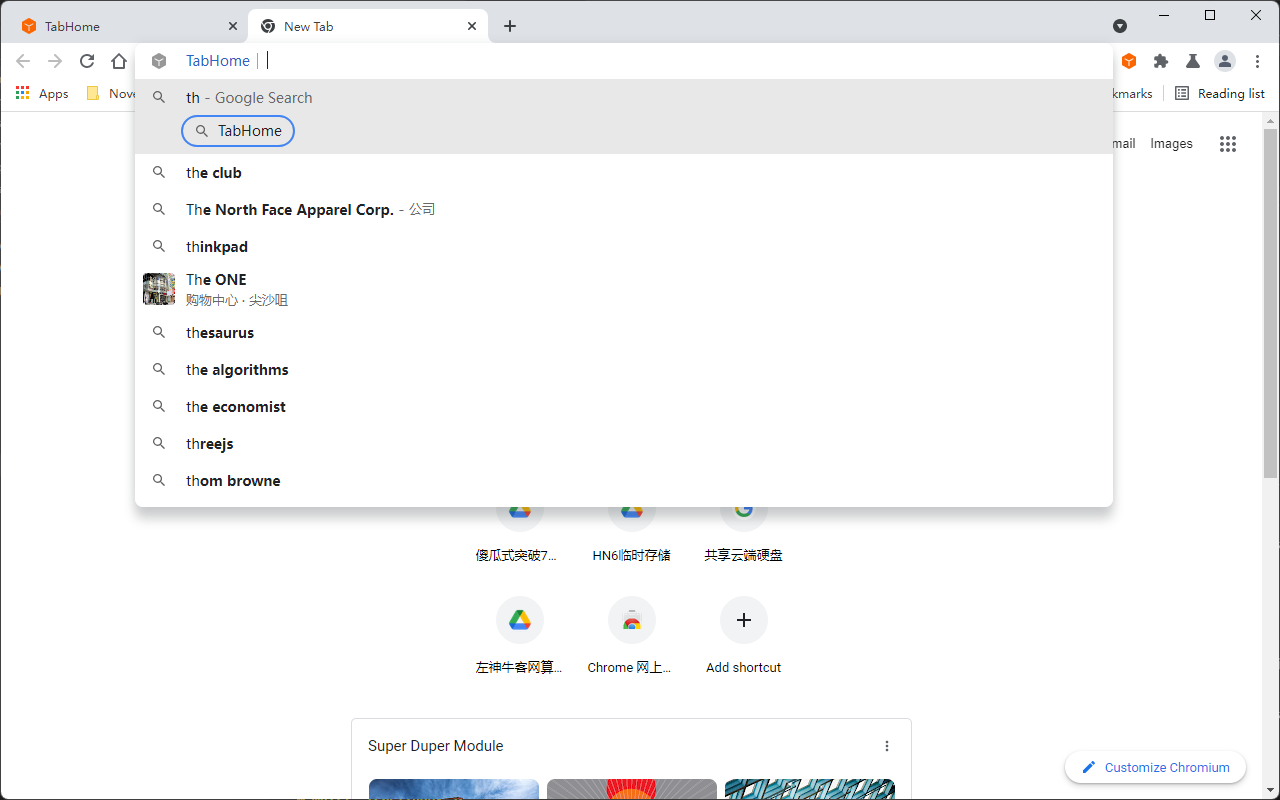 TabHome
New Tab
TabHome
Apps
Nove
kmarks
Reading list
th - Google Search
TabHome
the club
The North Face Apparel Corp. - 公司
thinkpad
The ONE
购物中心 · 尖沙咀
thesaurus
the algorithms
the economist
threejs
thom browne
mail
Images
傻瓜式突破7...
HN6临时存储
共享云端硬盘
左神牛客网算...
Chrome 网上...
Add shortcut
Super Duper Module
Customize Chromium